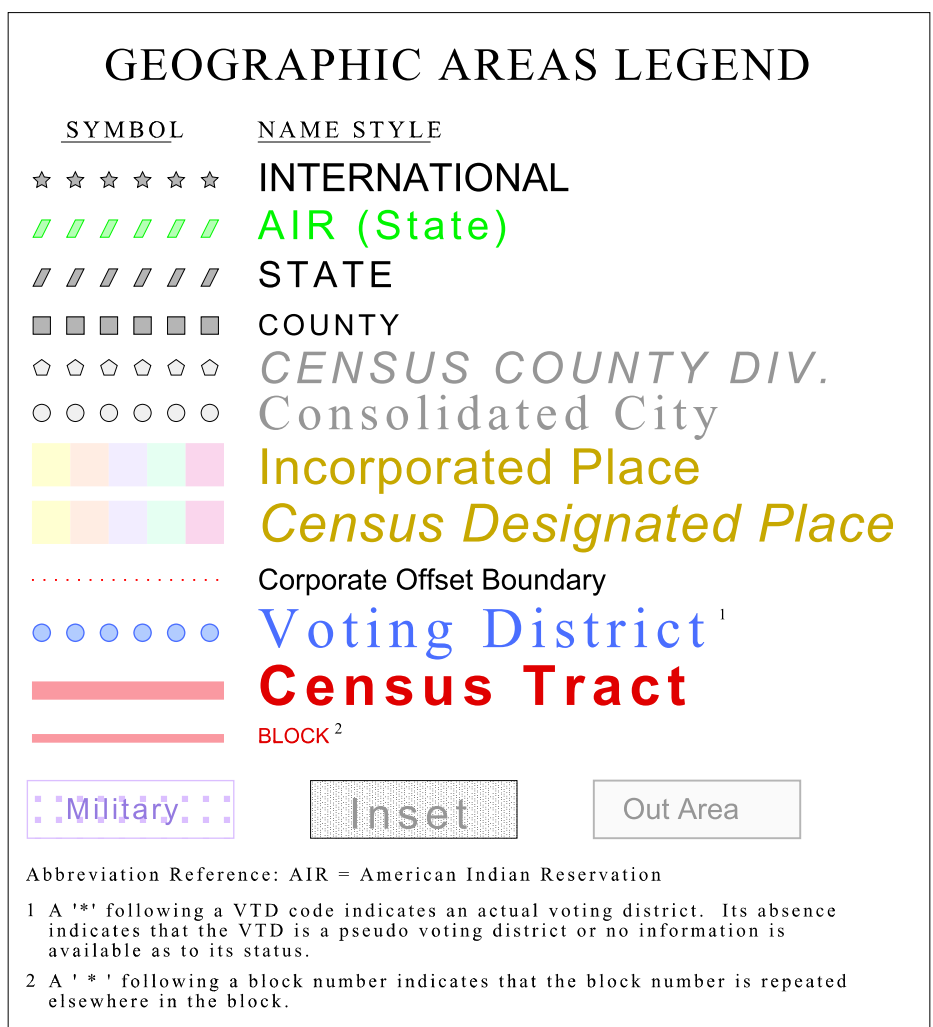 GEOGRAPHIC AREAS LEGEND
SYMBOL NAME STYLE
INTERNATIONAL
AIR (State)
STATE
COUNTY
CENSUS COUNTY DIV.
Consolidated City
Incorporated Place
Census Designated Place
Corporate Offset Boundary
Voting District 1
Census Tract
BLOCK 2
Military Inset Out Area
Abbreviation Reference: AIR = American Indian Reservation
1 A '*' following a VTD code indicates an actual voting district. Its absence
indicates that the VTD is a pseudo voting district or no information is
available as to its status.
2 A ' * ' following a block number indicates that the block number is repeated
elsewhere in the block.